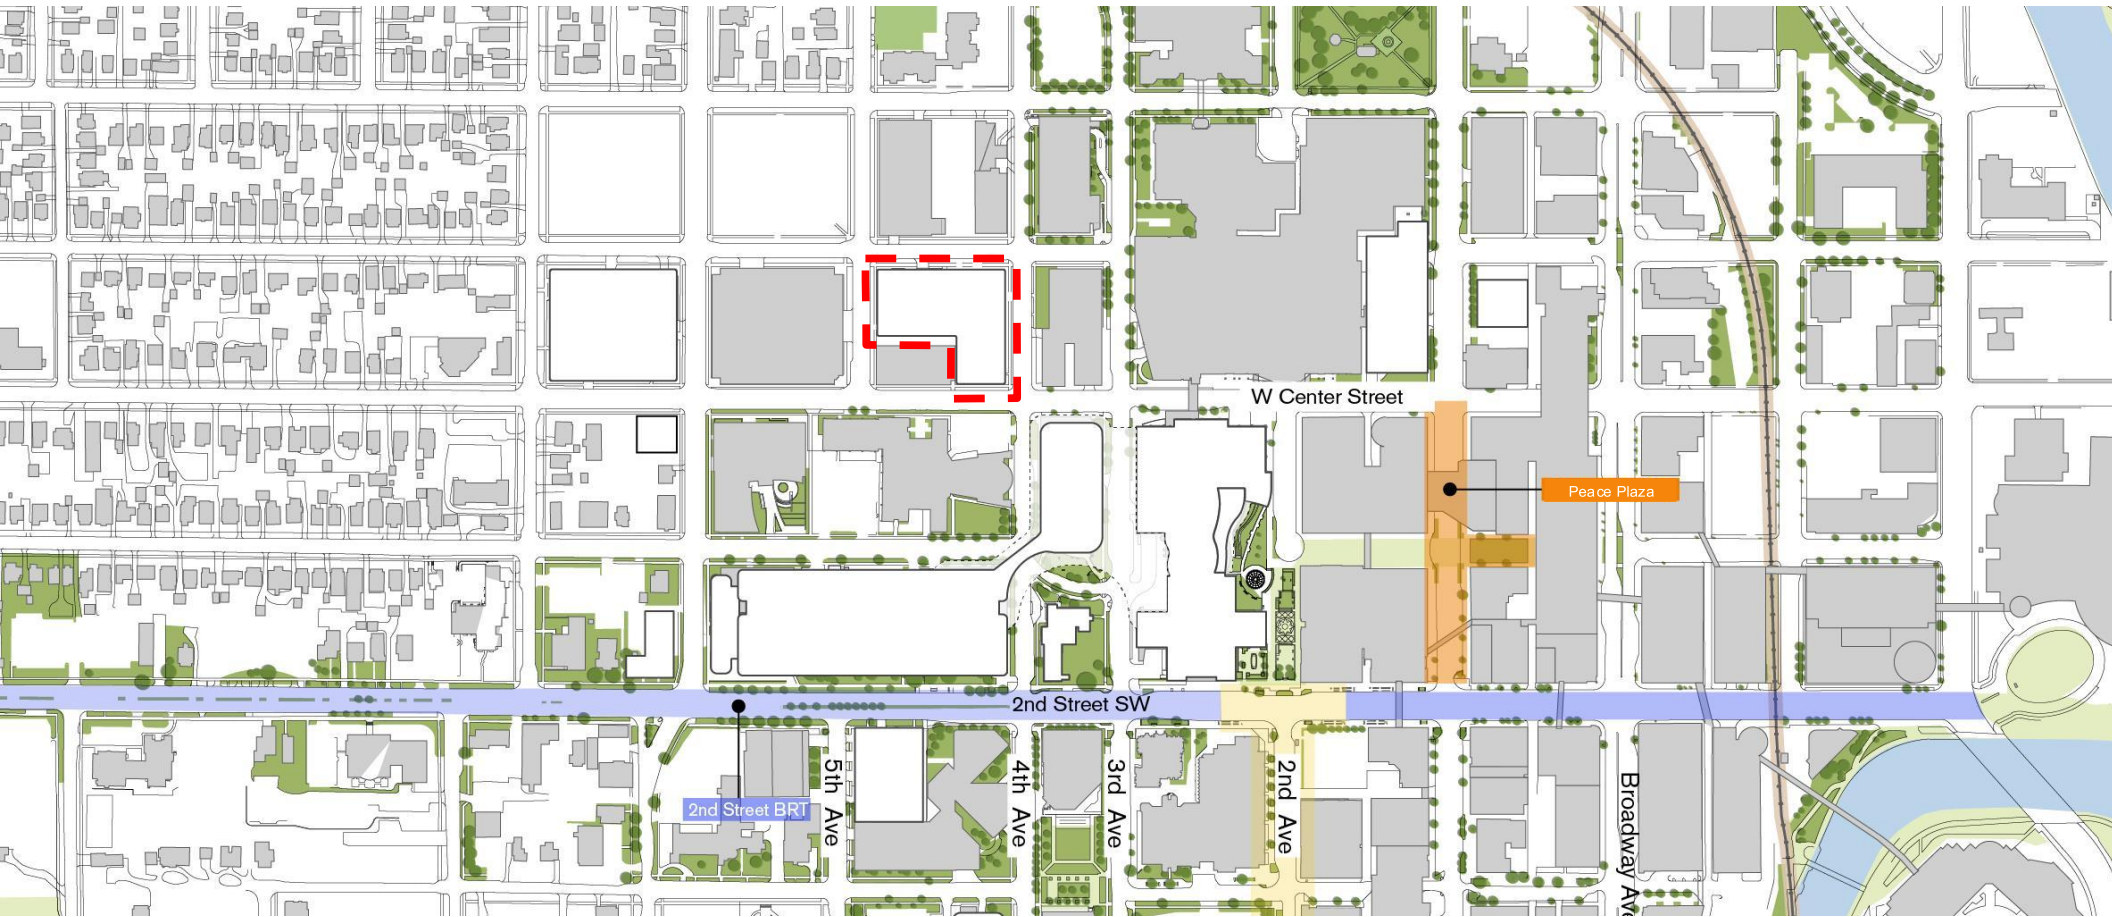 W Center Street
Peace Plaza
2nd Street SW
2nd Street BRT
5th Ave
4th Ave
3rd Ave
2nd Ave
Broadway Ave